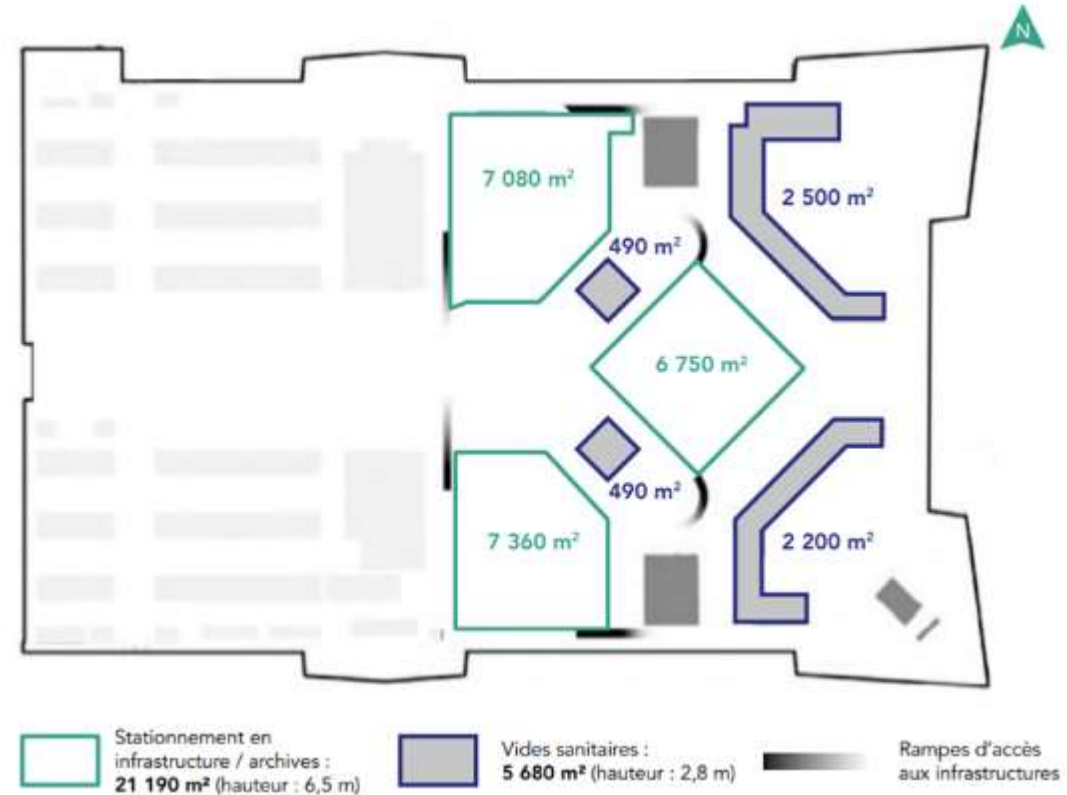 N
7 080 m²
2 500 m²
490 m²
6 750 m²
490 m²
7 360 m²
2 200 m²
Stationnement en
infrastructure / archives :
21 190 m² (hauteur : 6,5 m)
Vides sanitaires :
5 680 m² (hauteur : 2,8 m)
Rampes d'accès
aux infrastructures